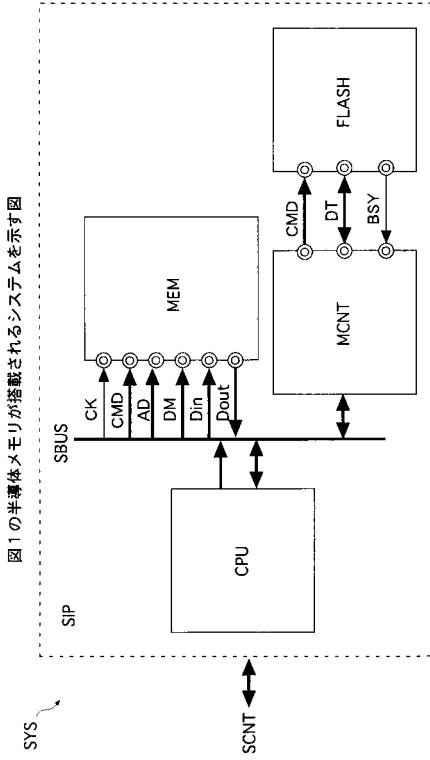 図1の半導体メモリが搭載されるシステムを示す図
SYS
SIP
SCNT
CPU
SBUS
CK
CMD
AD
DM
Din
Dout
MEM
MCNT
CMD
DT
BSY
FLASH